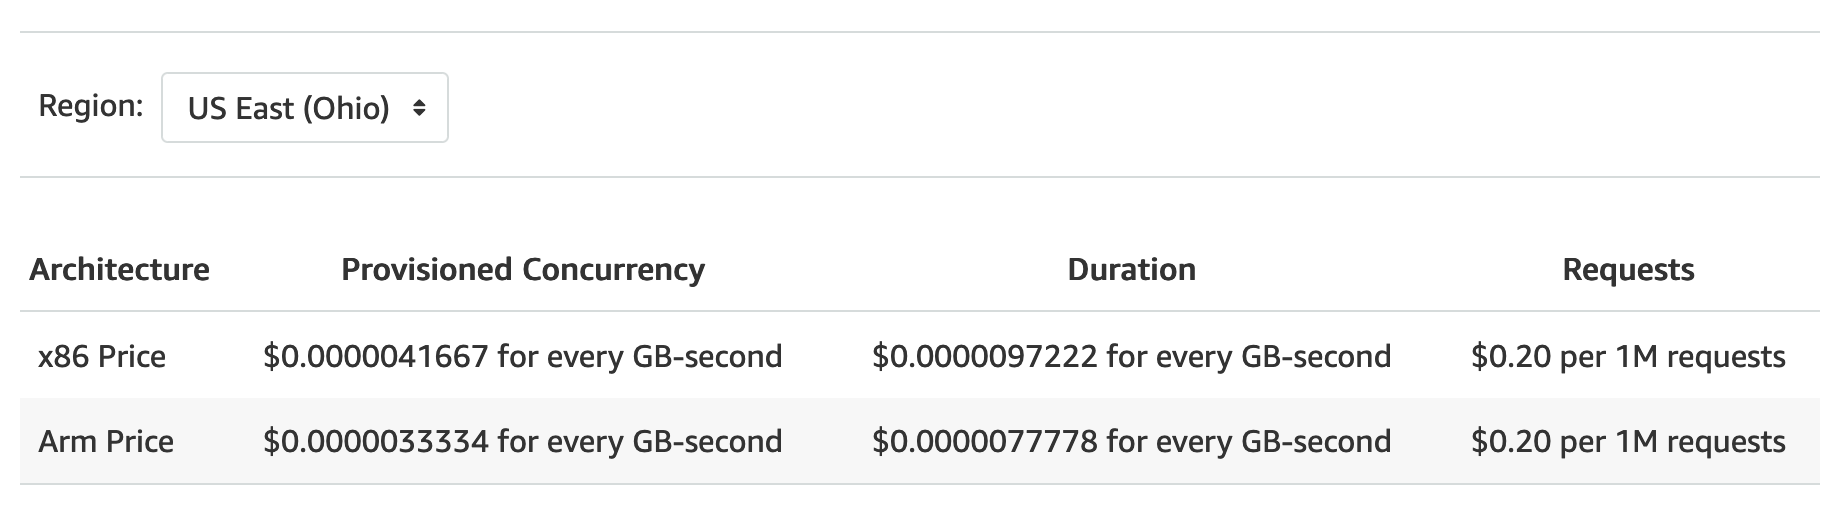 Region: US East (Ohio)
Architecture Provisioned Concurrency Duration Requests
x86 Price $0.0000041667 for every GB-second $0.0000097222 for every GB-second $0.20 per 1M requests
Arm Price $0.0000033334 for every GB-second $0.0000077778 for every GB-second $0.20 per 1M requests